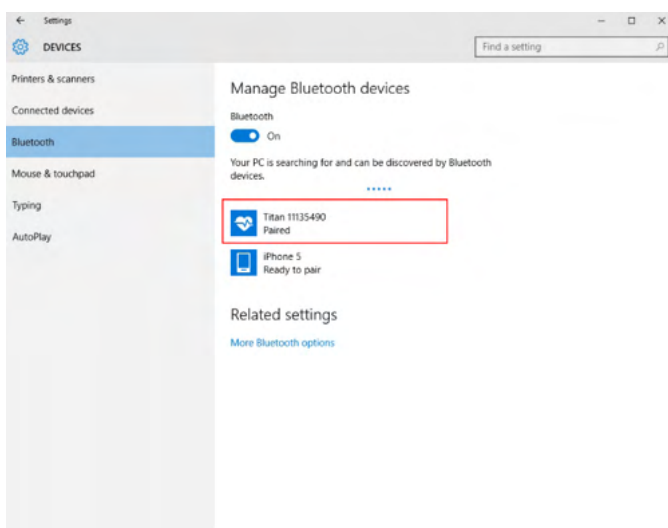 Settings
DEVICES
Find a setting
Printers & scanners
Connected devices
Bluetooth
Mouse & touchpad
Typing
AutoPlay
Manage Bluetooth devices
Bluetooth
On
Your PC is searching for and can be discovered by Bluetooth
devices.
Titan 11135490
Paired
iPhone 5
Ready to pair
Related settings
More Bluetooth options